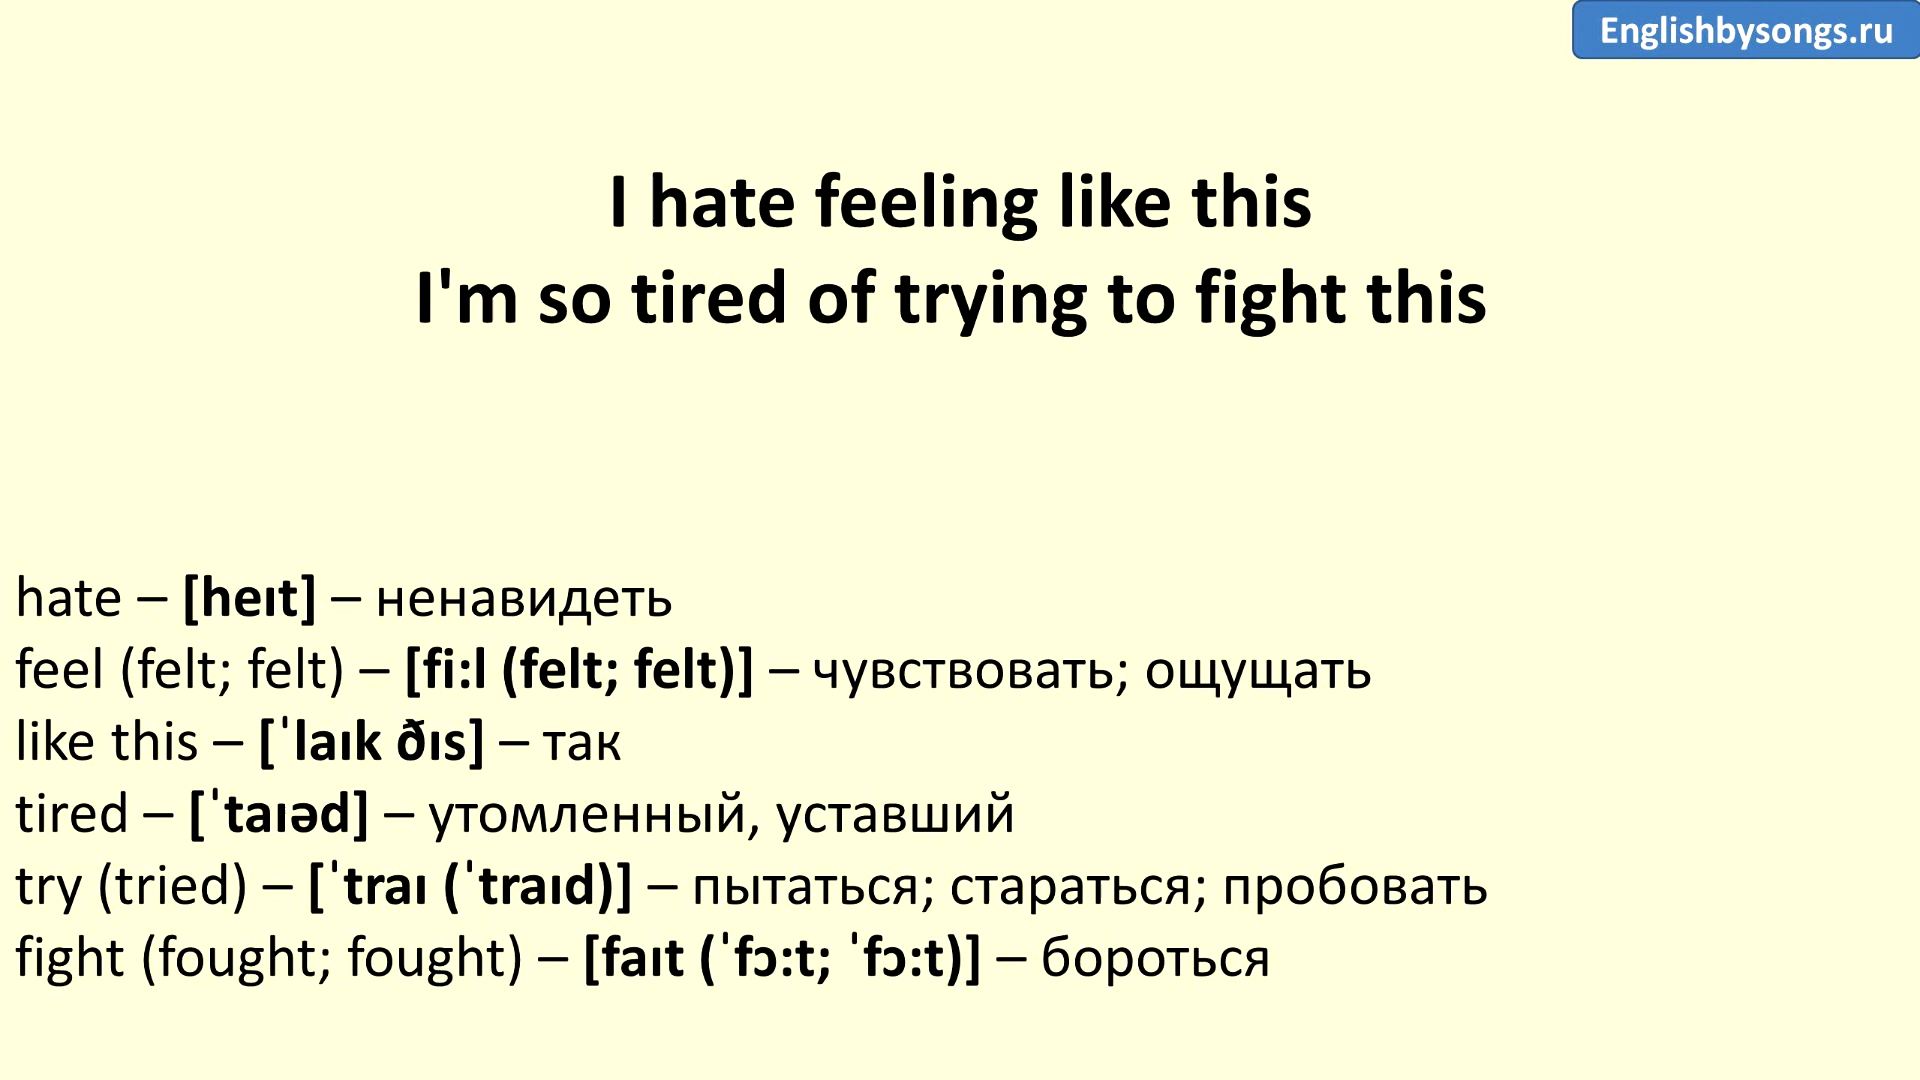 Englishbysongs.ru
I hate feeling like this
I'm so tired of trying to fight this
hate – [heɪt] – ненавидеть
feel (felt; felt) – [fi:l (felt; felt)] – чувствовать; ощущать
like this – [ˈlaɪk ðɪs] – так
tired – [ˈtaɪəd] – утомленный, уставший
try (tried) – [ˈtraɪ (ˈtraɪd)] – пытаться; стараться; пробовать
fight (fought; fought) – [faɪt (ˈfɔ:t; ˈfɔ:t)] – бороться